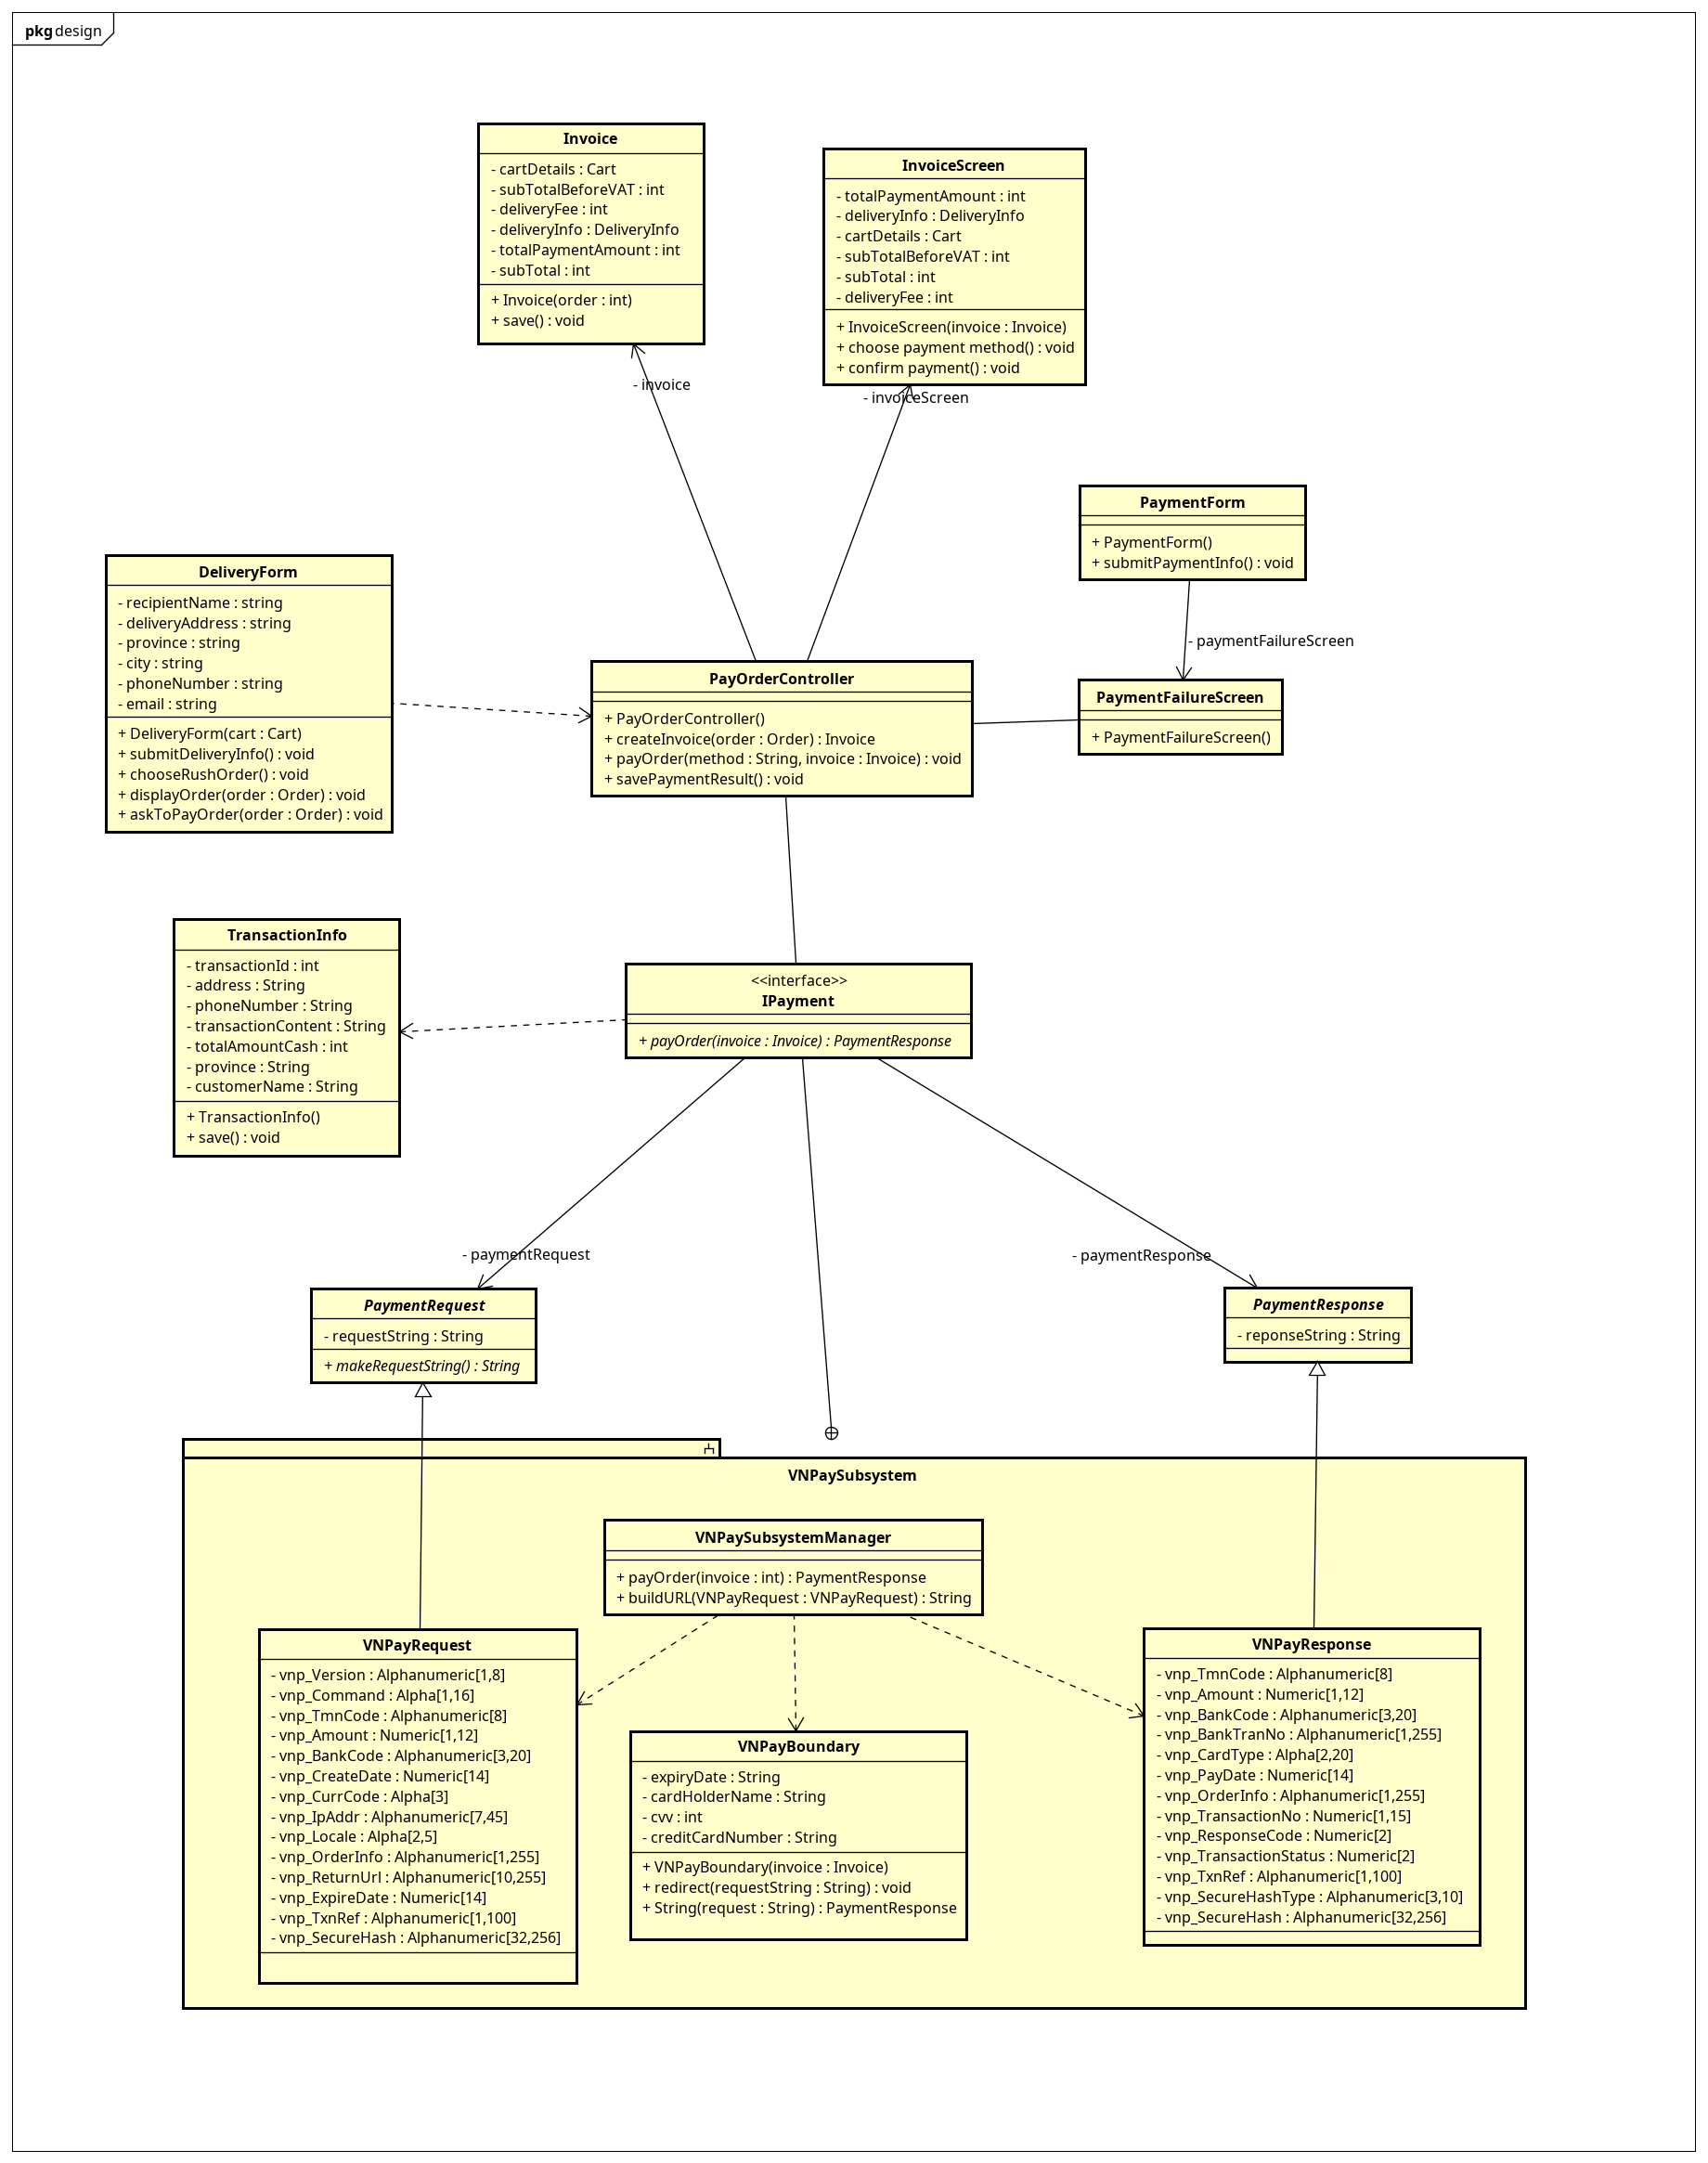 pkg design
Invoice
- cartDetails : Cart
- subTotalBeforeVAT : int
- deliveryFee : int
- deliveryInfo : DeliveryInfo
- totalPaymentAmount : int
- subTotal : int
+ Invoice(order : int)
+ save() : void
InvoiceScreen
- totalPaymentAmount : int
- deliveryInfo : DeliveryInfo
- cartDetails : Cart
- subTotalBeforeVAT : int
- subTotal : int
- deliveryFee : int
+ InvoiceScreen(invoice : Invoice)
+ choose payment method() : void
+ confirm payment() : void
- invoice
- invoiceScreen
PaymentForm
+ PaymentForm()
+ submitPaymentInfo() : void
- paymentFailureScreen
DeliveryForm
- recipientName : string
- deliveryAddress : string
- province : string
- city : string
- phoneNumber : string
- email : string
+ DeliveryForm(cart : Cart)
+ submitDeliveryInfo() : void
+ chooseRushOrder() : void
+ displayOrder(order : Order) : void
+ askToPayOrder(order : Order) : void
PayOrderController
+ PayOrderController()
+ createInvoice(order : Order) : Invoice
+ payOrder(method : String, invoice : Invoice) : void
+ savePaymentResult() : void
PaymentFailureScreen
+ PaymentFailureScreen()
TransactionInfo
- transactionId : int
- address : String
- phoneNumber : String
- transactionContent : String
- totalAmountCash : int
- province : String
- customerName : String
+ TransactionInfo()
+ save() : void
<<interface>>
IPayment
+ payOrder(invoice : Invoice) : PaymentResponse
- paymentRequest
- paymentResponse
PaymentRequest
- requestString : String
+ makeRequestString() : String
PaymentResponse
- reponseString : String
VNPaySubsystem
VNPaySubsystemManager
+ payOrder(invoice : int) : PaymentResponse
+ buildURL(VNPayRequest : VNPayRequest) : String
VNPayRequest
- vnp_Version : Alphanumeric[1,8]
- vnp_Command : Alpha[1,16]
- vnp_TmnCode : Alphanumeric[8]
- vnp_Amount : Numeric[1,12]
- vnp_BankCode : Alphanumeric[3,20]
- vnp_CreateDate : Numeric[14]
- vnp_CurrCode : Alpha[3]
- vnp_IpAddr : Alphanumeric[7,45]
- vnp_Locale : Alpha[2,5]
- vnp_OrderInfo : Alphanumeric[1,255]
- vnp_ReturnUrl : Alphanumeric[10,255]
- vnp_ExpireDate : Numeric[14]
- vnp_TxnRef : Alphanumeric[1,100]
- vnp_SecureHash : Alphanumeric[32,256]
VNPayBoundary
- expiryDate : String
- cardHolderName : String
- cvv : int
- creditCardNumber : String
+ VNPayBoundary(invoice : Invoice)
+ redirect(requestString : String) : void
+ String(request : String) : PaymentResponse
VNPayResponse
- vnp_TmnCode : Alphanumeric[8]
- vnp_Amount : Numeric[1,12]
- vnp_BankCode : Alphanumeric[3,20]
- vnp_BankTranNo : Alphanumeric[1,255]
- vnp_CardType : Alpha[2,20]
- vnp_PayDate : Numeric[14]
- vnp_OrderInfo : Alphanumeric[1,255]
- vnp_TransactionNo : Numeric[1,15]
- vnp_ResponseCode : Numeric[2]
- vnp_TransactionStatus : Numeric[2]
- vnp_TxnRef : Alphanumeric[1,100]
- vnp_SecureHashType : Alphanumeric[3,10]
- vnp_SecureHash : Alphanumeric[32,256]